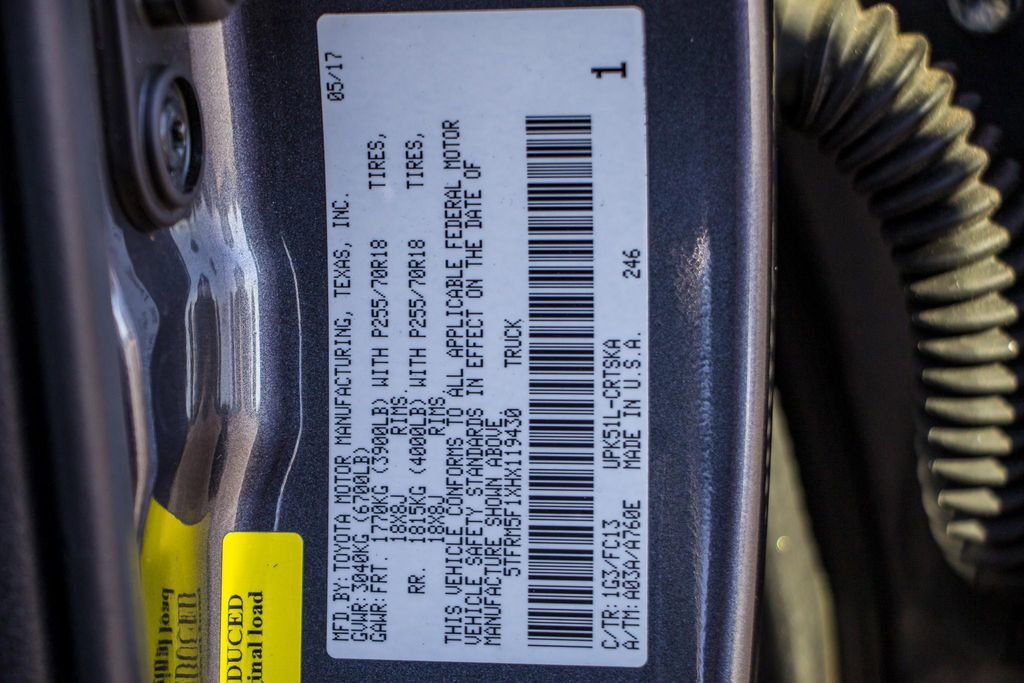 MFD.BY:TOYOTA MOTOR MANUFACTURING, TEXAS, INC. 05/17
GVWR:3040KG(6700LB)
GAWR:FRT. 1770KG (3900LB) WITH P255/70R18 TIRES,
18X8J RIMS,
RR. 1815KG (4000LB) WITH P255/70R18 TIRES,
18X8J RIMS.
THIS VEHICLE CONFORMS TO ALL APPLICABLE FEDERAL MOTOR
VEHICLE SAFETY STANDARDS IN EFFECT ON THE DATE OF
MANUFACTURE SHOWN ABOVE.
5TFRM5F1XHX119430 TRUCK
1
C/TR:1G3/FC13 UPK51L-CRTSKA 246
A/TM:A03A/A760E MADE IN U.S.A.
DUCED
inal load